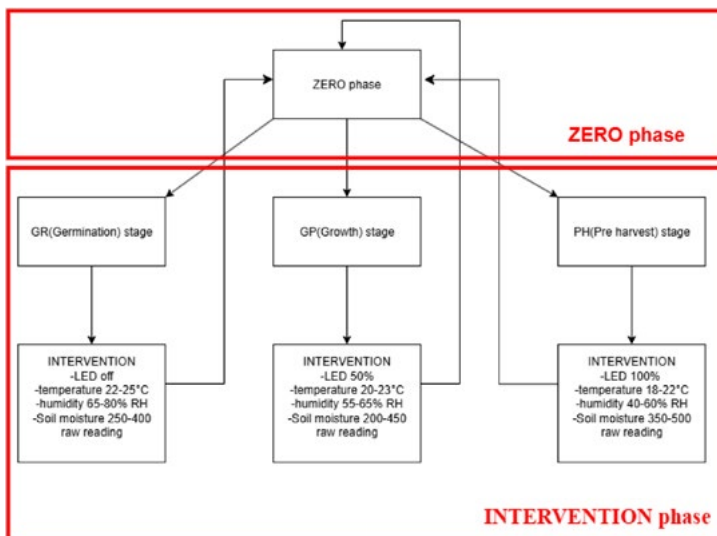 ZERO phase
ZERO phase
GR(Germination) stage
GP(Growth) stage
PH(Pre harvest) stage
INTERVENTION
-LED off
-temperature 22-25°C
-humidity 65-80% RH
-Soil moisture 250-400
raw reading
INTERVENTION
-LED 50%
-temperature 20-23°C
-humidity 55-65% RH
-Soil moisture 200-450
raw reading
INTERVENTION
-LED 100%
-temperature 18-22°C
-humidity 40-60% RH
-Soil moisture 350-500
raw reading
INTERVENTION phase